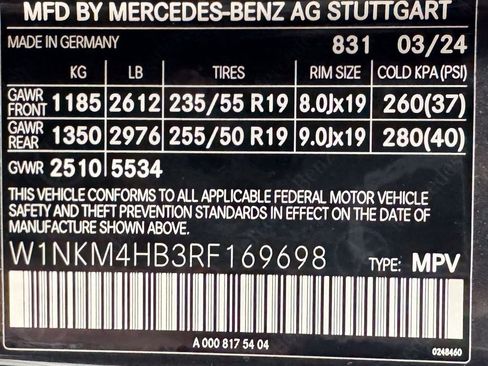 MFD BY MERCEDES-BENZ AG STUTTGART
MADE IN GERMANY 831 03/24
KG LB TIRES RIM SIZE COLD KPA (PSI)
GAWR FRONT 1185 2612 235/55 R19 8.0Jx19 260(37)
GAWR REAR 1350 2976 255/50 R19 9.0Jx19 280(40)
GVWR 2510 5534
THIS VEHICLE CONFORMS TO ALL APPLICABLE FEDERAL MOTOR VEHICLE
SAFETY AND THEFT PREVENTION STANDARDS IN EFFECT ON THE DATE OF
MANUFACTURE SHOWN ABOVE.
W1NKM4HB3RF169698 TYPE: MPV
A 000 817 54 04
0248460